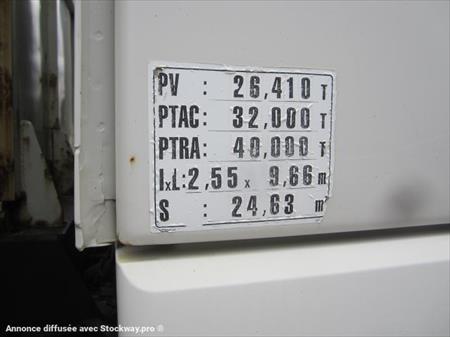 PV : 26,410 T
PTAC : 32,000 T
PTRA : 40,000 T
IxL: 2,55 x 9,66 m
S : 24,63 m
Annonce diffusée avec Stockway.pro ®